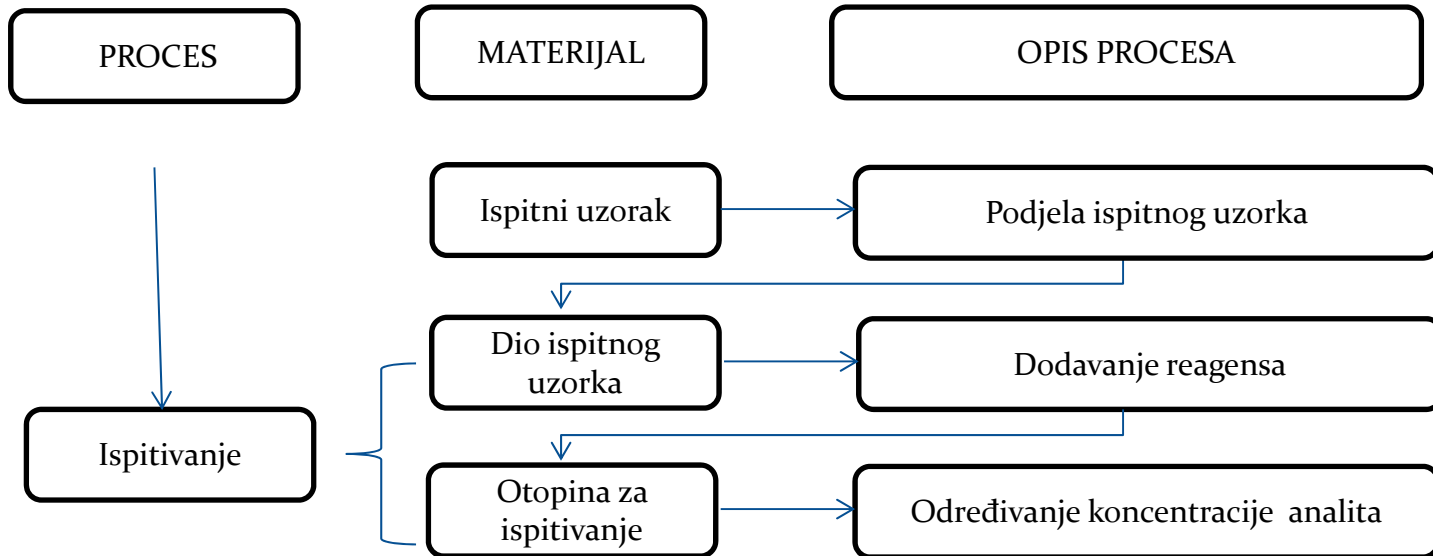 PROCES
MATERIJAL
OPIS PROCESA
Ispitni uzorak
Podjela ispitnog uzorka
Dio ispitnog
uzorka
Dodavanje reagensa
Ispitivanje
Otopina za
ispitivanje
Određivanje koncentracije analita